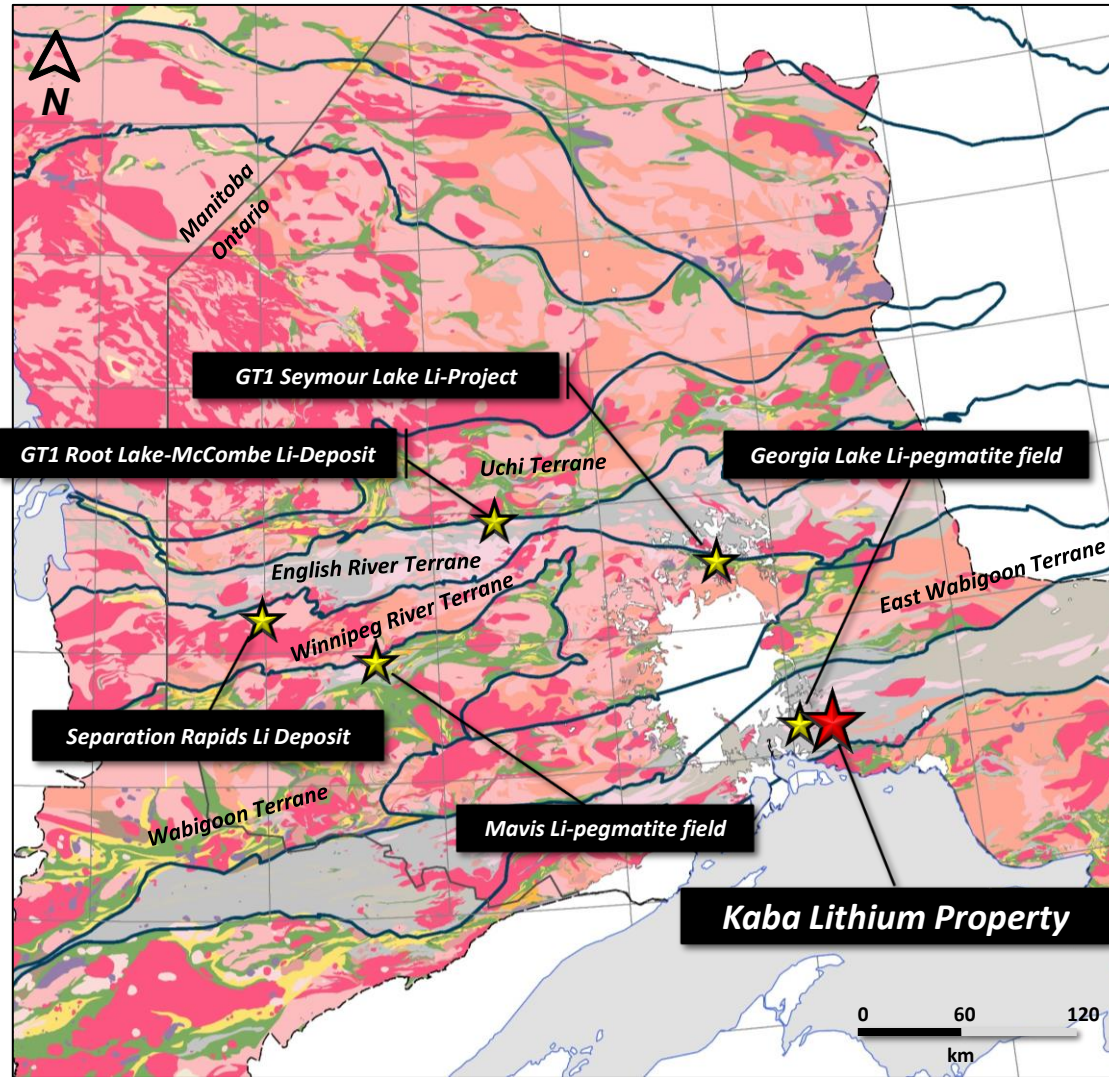 N
Manitoba
Ontario
GT1 Seymour Lake Li-Project
GT1 Root Lake-McCombe Li-Deposit
Uchi Terrane
Georgia Lake Li-pegmatite field
English River Terrane
East Wabigoon Terrane
Winnipeg River Terrane
Separation Rapids Li Deposit
Wabigoon Terrane
Mavis Li-pegmatite field
Kaba Lithium Property
0 60 120
km